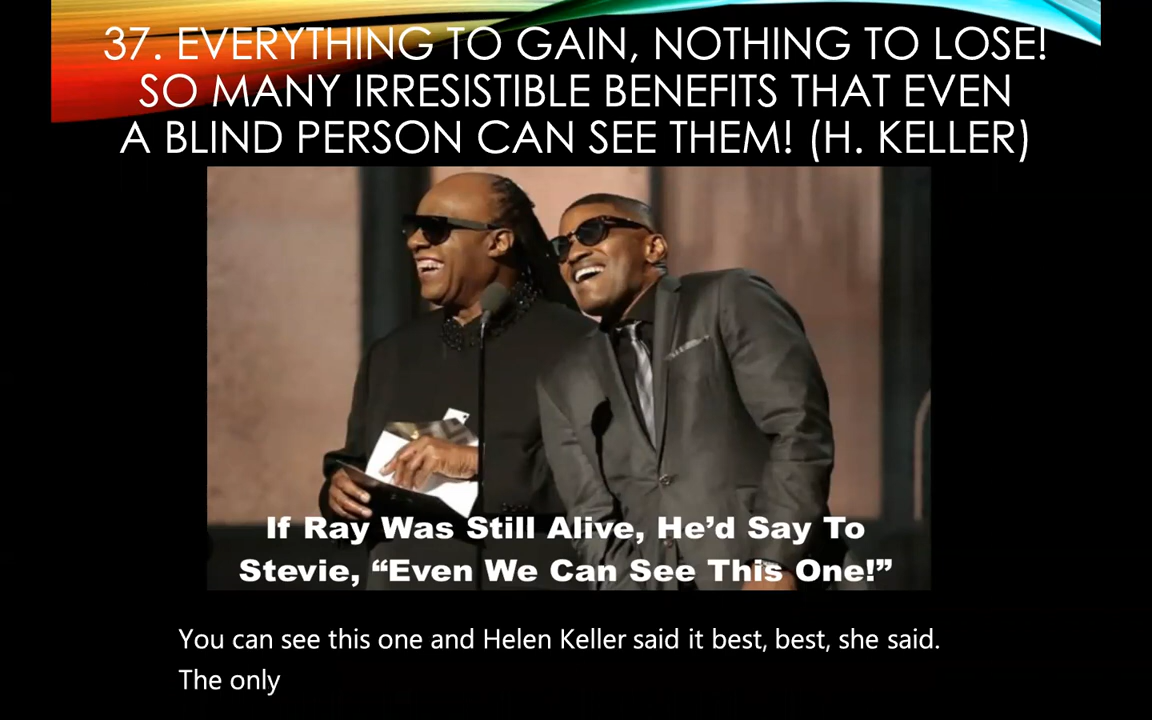 37. EVERYTHING TO GAIN, NOTHING TO LOSE!
SO MANY IRRESISTIBLE BENEFITS THAT EVEN
A BLIND PERSON CAN SEE THEM! (H. KELLER)
If Ray Was Still Alive, He’d Say To
Stevie, “Even We Can See This One!”
You can see this one and Helen Keller said it best, best, she said.
The only